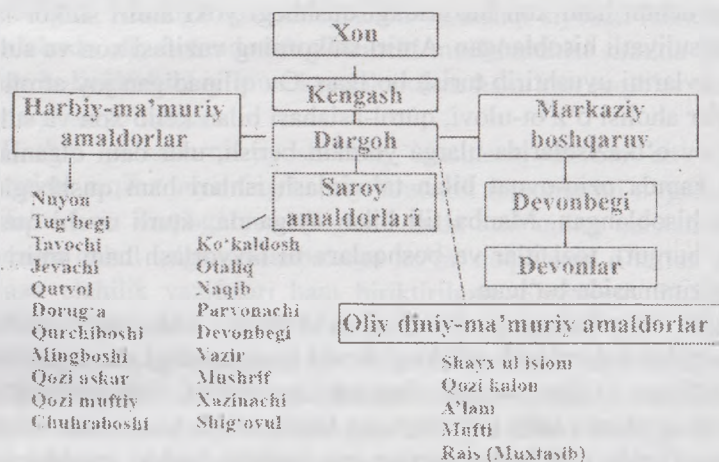 Xon
Kengash
Dargoh
Harbiy-ma'muriy
amaldorlar
Markaziy
boshqaruv
Saroy
amaldorlari
Devonbegi
Devonlar
Nuyon
Tug'begi
Tavochi
Jevachi
Qutvol
Dorug'a
Qurchiboshi
Mingboshi
Qozi askar
Qozi muftiy
Chuhraboshi
Ko'kaldosh
Otaliq
Naqib
Parvonachi
Devonbegi
Vazir
Mushrif
Xazinachi
Shig'ovul
Oliy diniy-ma'muriy amaldorlar
Shayx ul islom
Qozi kalon
A'lam
Mufti
Rais (Muxtasib)